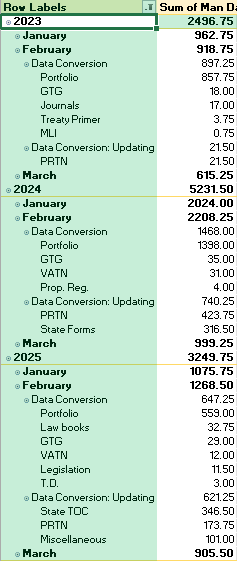 Row Labels Sum of Man Da
2023 2496.75
January 962.75
February 918.75
Data Conversion 897.25
Portfolio 857.75
GTG 18.00
Journals 17.00
Treaty Primer 3.75
MLI 0.75
Data Conversion: Updating 21.50
PRTN 21.50
March 615.25
2024 5231.50
January 2024.00
February 2208.25
Data Conversion 1468.00
Portfolio 1398.00
GTG 35.00
VATN 31.00
Prop. Reg. 4.00
Data Conversion: Updating 740.25
PRTN 423.75
State Forms 316.50
March 999.25
2025 3249.75
January 1075.75
February 1268.50
Data Conversion 647.25
Portfolio 559.00
Law books 32.75
GTG 29.00
VATN 12.00
Legislation 11.50
T.D. 3.00
Data Conversion: Updating 621.25
State TOC 346.50
PRTN 173.75
Miscellaneous 101.00
March 905.50